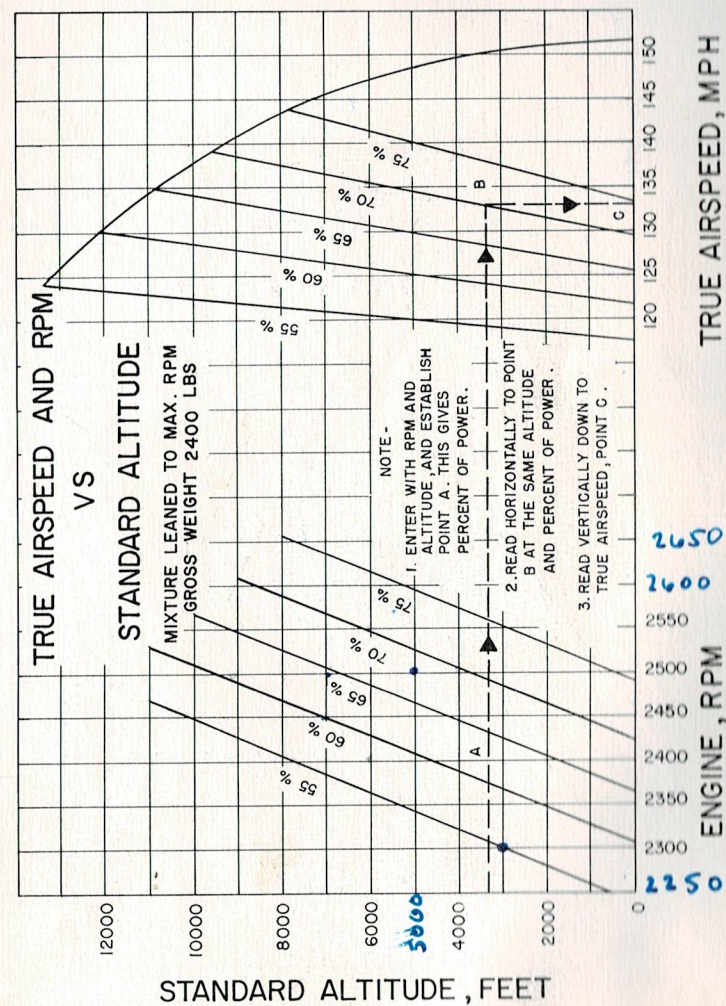 TRUE AIRSPEED AND RPM
VS
STANDARD ALTITUDE
MIXTURE LEANED TO MAX. RPM
GROSS WEIGHT 2400 LBS
NOTE-
1. ENTER WITH RPM AND
ALTITUDE, AND ESTABLISH
POINT A. THIS GIVES
PERCENT OF POWER.
2. READ HORIZONTALLY TO POINT
B AT THE SAME ALTITUDE
AND PERCENT OF POWER.
3. READ VERTICALLY DOWN TO
TRUE AIRSPEED, POINT C.
55 %
60 %
65 %
70 %
75 %
A
55 %
60 %
65 %
70 %
75 %
B
C
STANDARD ALTITUDE, FEET
12000
10000
8000
6000
5000
4000
2000
0
2250
2300
2350
2400
2450
2500
2550
2600
2650
ENGINE, RPM
120
125
130
135
140
145
150
TRUE AIRSPEED, MPH